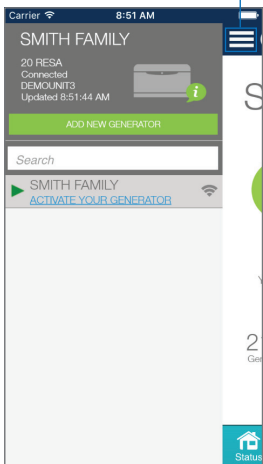 Carrier 8:51 AM
SMITH FAMILY
20 RESA
Connected
DEMOUNIT3
Updated 8:51:44 AM
ADD NEW GENERATOR
Search
SMITH FAMILY
ACTIVATE YOUR GENERATOR
S
Y
2
Ger
Status